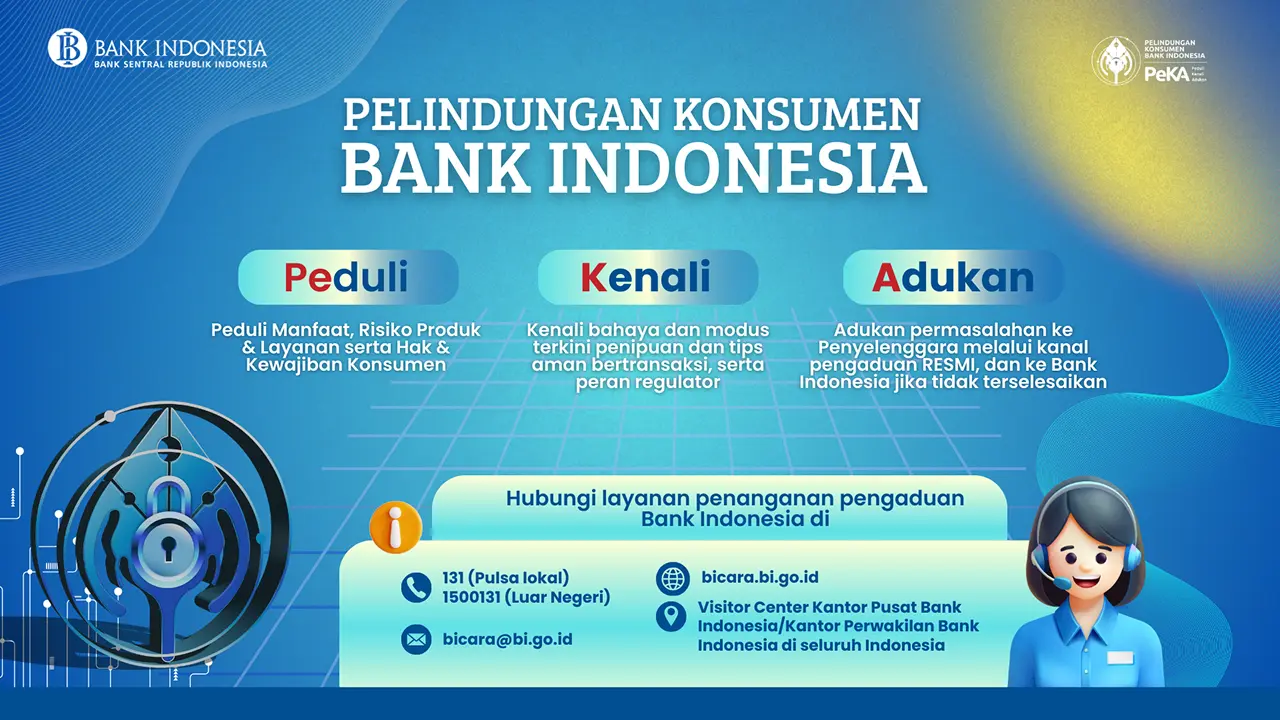 BANK INDONESIA
BANK SENTRAL REPUBLIK INDONESIA
PELINDUNGAN
KONSUMEN
BANK INDONESIA
PeKA
Peduli
Kenali
Adukan
PELINDUNGAN KONSUMEN
BANK INDONESIA
Peduli
Peduli Manfaat, Risiko Produk
& Layanan serta Hak &
Kewajiban Konsumen
Kenali
Kenali bahaya dan modus
terkini penipuan dan tips
aman bertransaksi, serta
peran regulator
Adukan
Adukan permasalahan ke
Penyelenggara melalui kanal
pengaduan RESMI, dan ke Bank
Indonesia jika tidak terselesaikan
Hubungi layanan penanganan pengaduan
Bank Indonesia di
131 (Pulsa lokal)
1500131 (Luar Negeri)
bicara@bi.go.id
bicara.bi.go.id
Visitor Center Kantor Pusat Bank
Indonesia/Kantor Perwakilan Bank
Indonesia di seluruh Indonesia